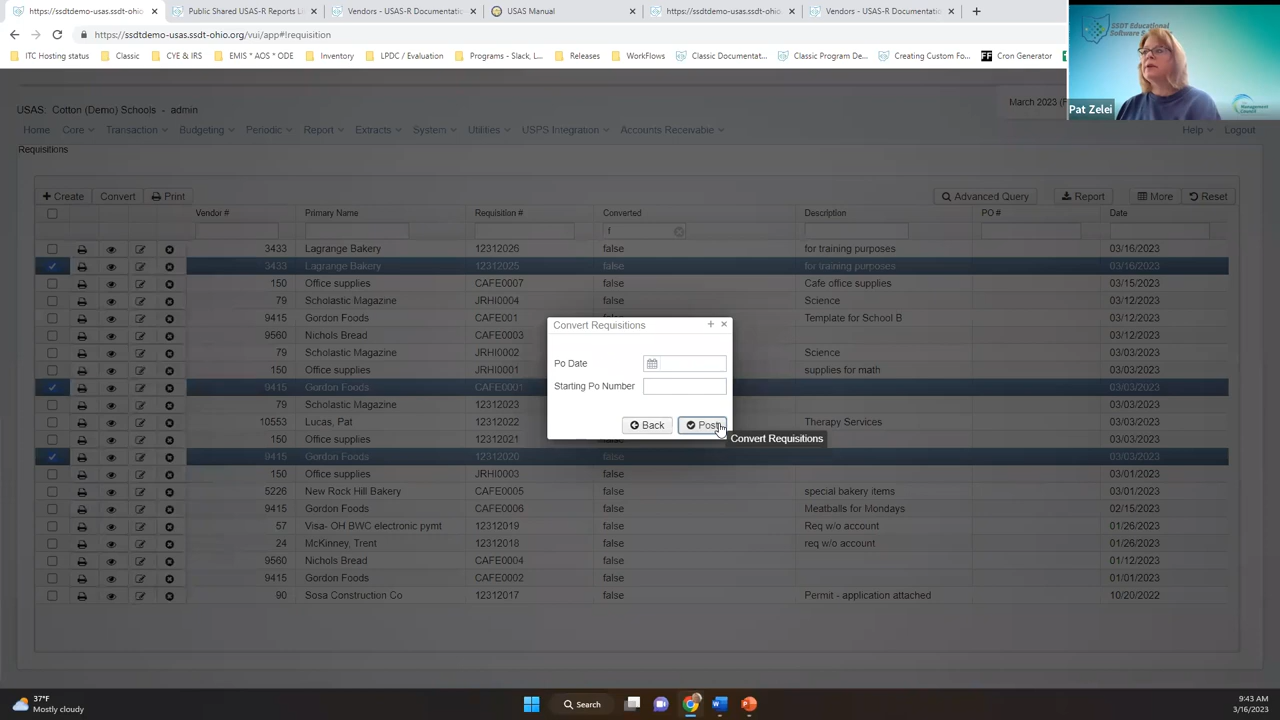 https://ssdtdemo-usas.ssdt-ohio
Public Shared USAS-R Reports Li
Vendors - USAS-R Documentatio
USAS Manual
https://ssdtdemo-usas.ssdt-ohio
Vendors - USAS-R Documentatio
https://ssdtdemo-usas.ssdt-ohio.org/vui/app#!requisition
ITC Hosting status
Classic
CYE & IRS
EMIS * AOS * ODE
Inventory
LPDC / Evaluation
Programs - Slack, L...
Releases
WorkFlows
Classic Documentat...
Classic Program De...
Creating Custom Fo...
FF Cron Generator
SSDT Educational
Software S
Pat Zelei
USAS: Cotton (Demo) Schools - admin
March 2023 (F
Home Core Transaction Budgeting Periodic Report Extracts System Utilities USPS Integration Accounts Receivable Help Logout
Requisitions
Create Convert Print Advanced Query Report More Reset
Vendor # Primary Name Requisition # Converted Description PO # Date
f
3433 Lagrange Bakery 12312026 false for training purposes 03/16/2023
3433 Lagrange Bakery 12312025 false for training purposes 03/16/2023
150 Office supplies CAFE0007 false Cafe office supplies 03/15/2023
79 Scholastic Magazine JRHI0004 false Science 03/12/2023
9415 Gordon Foods CAFE001 false Template for School B 03/12/2023
9560 Nichols Bread CAFE0003 false 03/12/2023
79 Scholastic Magazine JRHI0002 false Science 03/03/2023
150 Office supplies JRHI0001 false supplies for math 03/03/2023
9415 Gordon Foods CAFE0001 false 03/03/2023
79 Scholastic Magazine 12312023 03/03/2023
10553 Lucas, Pat 12312022 Therapy Services 03/03/2023
150 Office supplies 12312021 03/03/2023
9415 Gordon Foods 12312020 false 03/03/2023
150 Office supplies JRHI0003 false 03/01/2023
5226 New Rock Hill Bakery CAFE0005 false special bakery items 03/01/2023
9415 Gordon Foods CAFE0006 false Meatballs for Mondays 02/15/2023
57 Visa- OH BWC electronic pymt 12312019 false Req w/o account 01/26/2023
24 McKinney, Trent 12312018 false req w/o account 01/26/2023
9560 Nichols Bread CAFE0004 false 03/12/2023
9415 Gordon Foods CAFE0002 false 01/01/2023
90 Sosa Construction Co 12312017 false Permit - application attached 10/20/2022
Convert Requisitions
Po Date
Starting Po Number
Back Post
Convert Requisitions
37°F
Mostly cloudy
Search
9:43 AM
3/16/2023